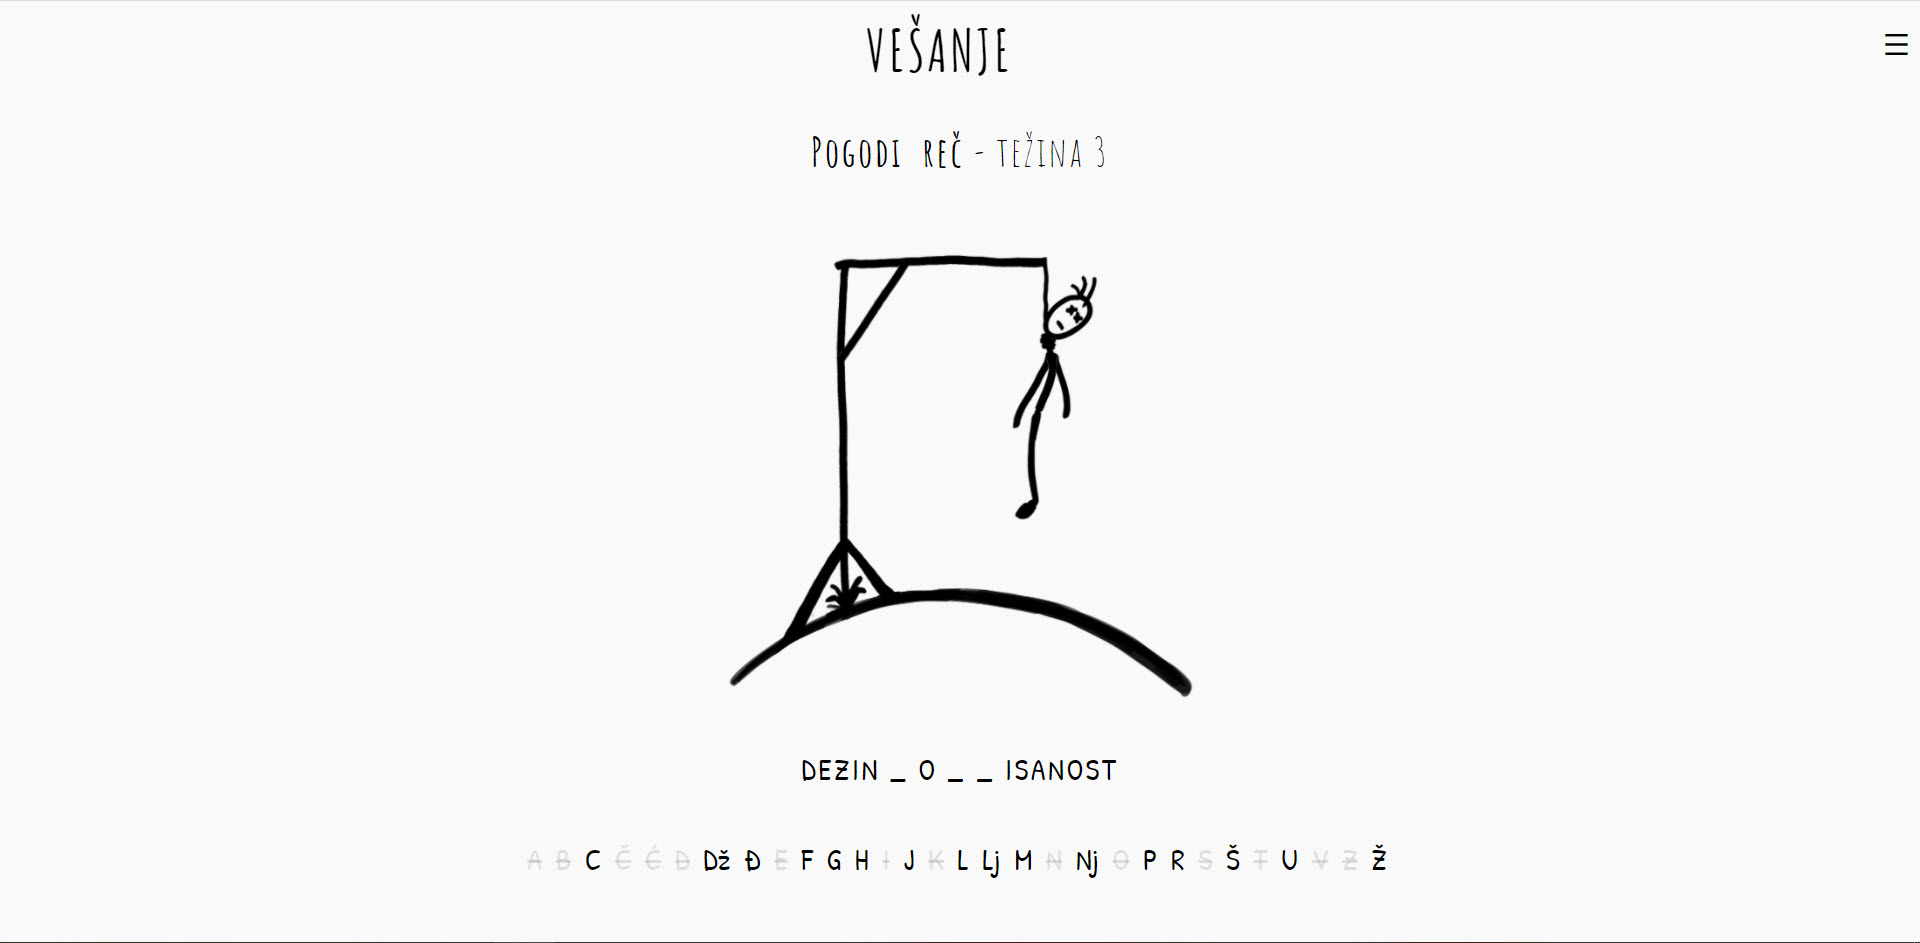 VEŠANJE
☰
POGODI REČ - TEŽINA 3
DEZIN _ O _ _ ISANOST
A B C Č Ć D Dž Đ E F G H I J K L Lj M N Nj O P R S Š T U V Z Ž